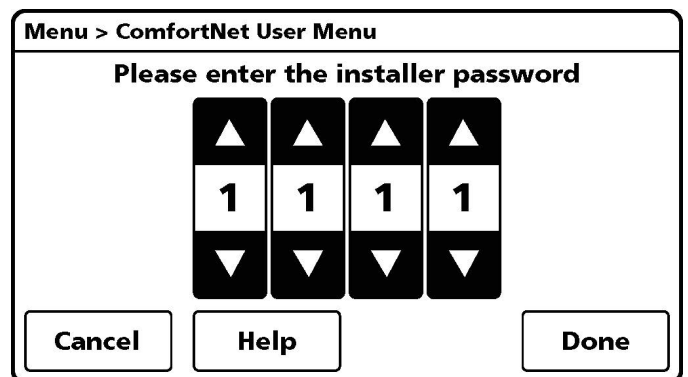 Menu > ComfortNet User Menu
Please enter the installer password
1 1 1 1
Cancel Help Done